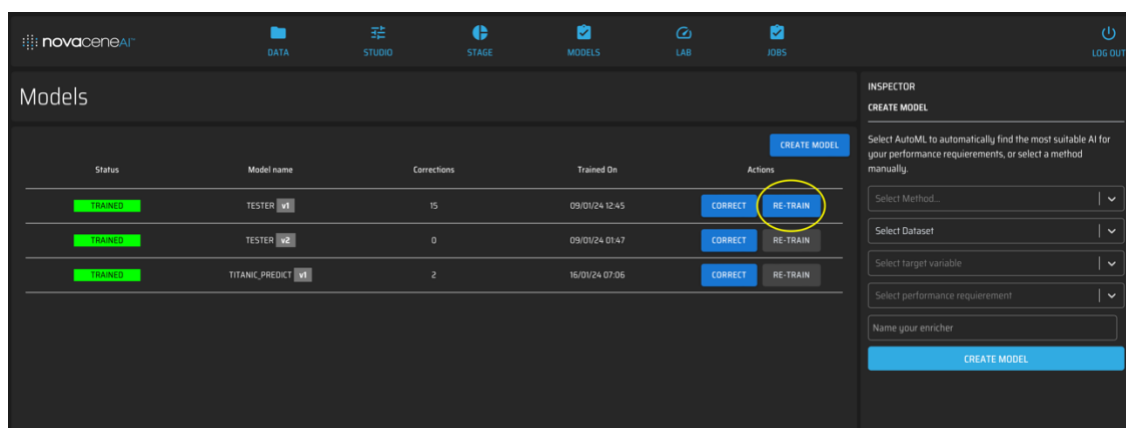 novaceneAI™
DATA
STUDIO
STAGE
MODELS
LAB
JOBS
LOG OUT
Models
CREATE MODEL
Status Model name Corrections Trained On Actions
TRAINED TESTER v1 15 09/01/24 12:45 CORRECT RE-TRAIN
TRAINED TESTER v2 0 09/01/24 01:47 CORRECT RE-TRAIN
TRAINED TITANIC_PREDICT v1 2 16/01/24 07:06 CORRECT RE-TRAIN
INSPECTOR
CREATE MODEL
Select AutoML to automatically find the most suitable AI for
your performance requierements, or select a method
manually.
Select Method...
Select Dataset
Select target variable
Select performance requierement
Name your enricher
CREATE MODEL